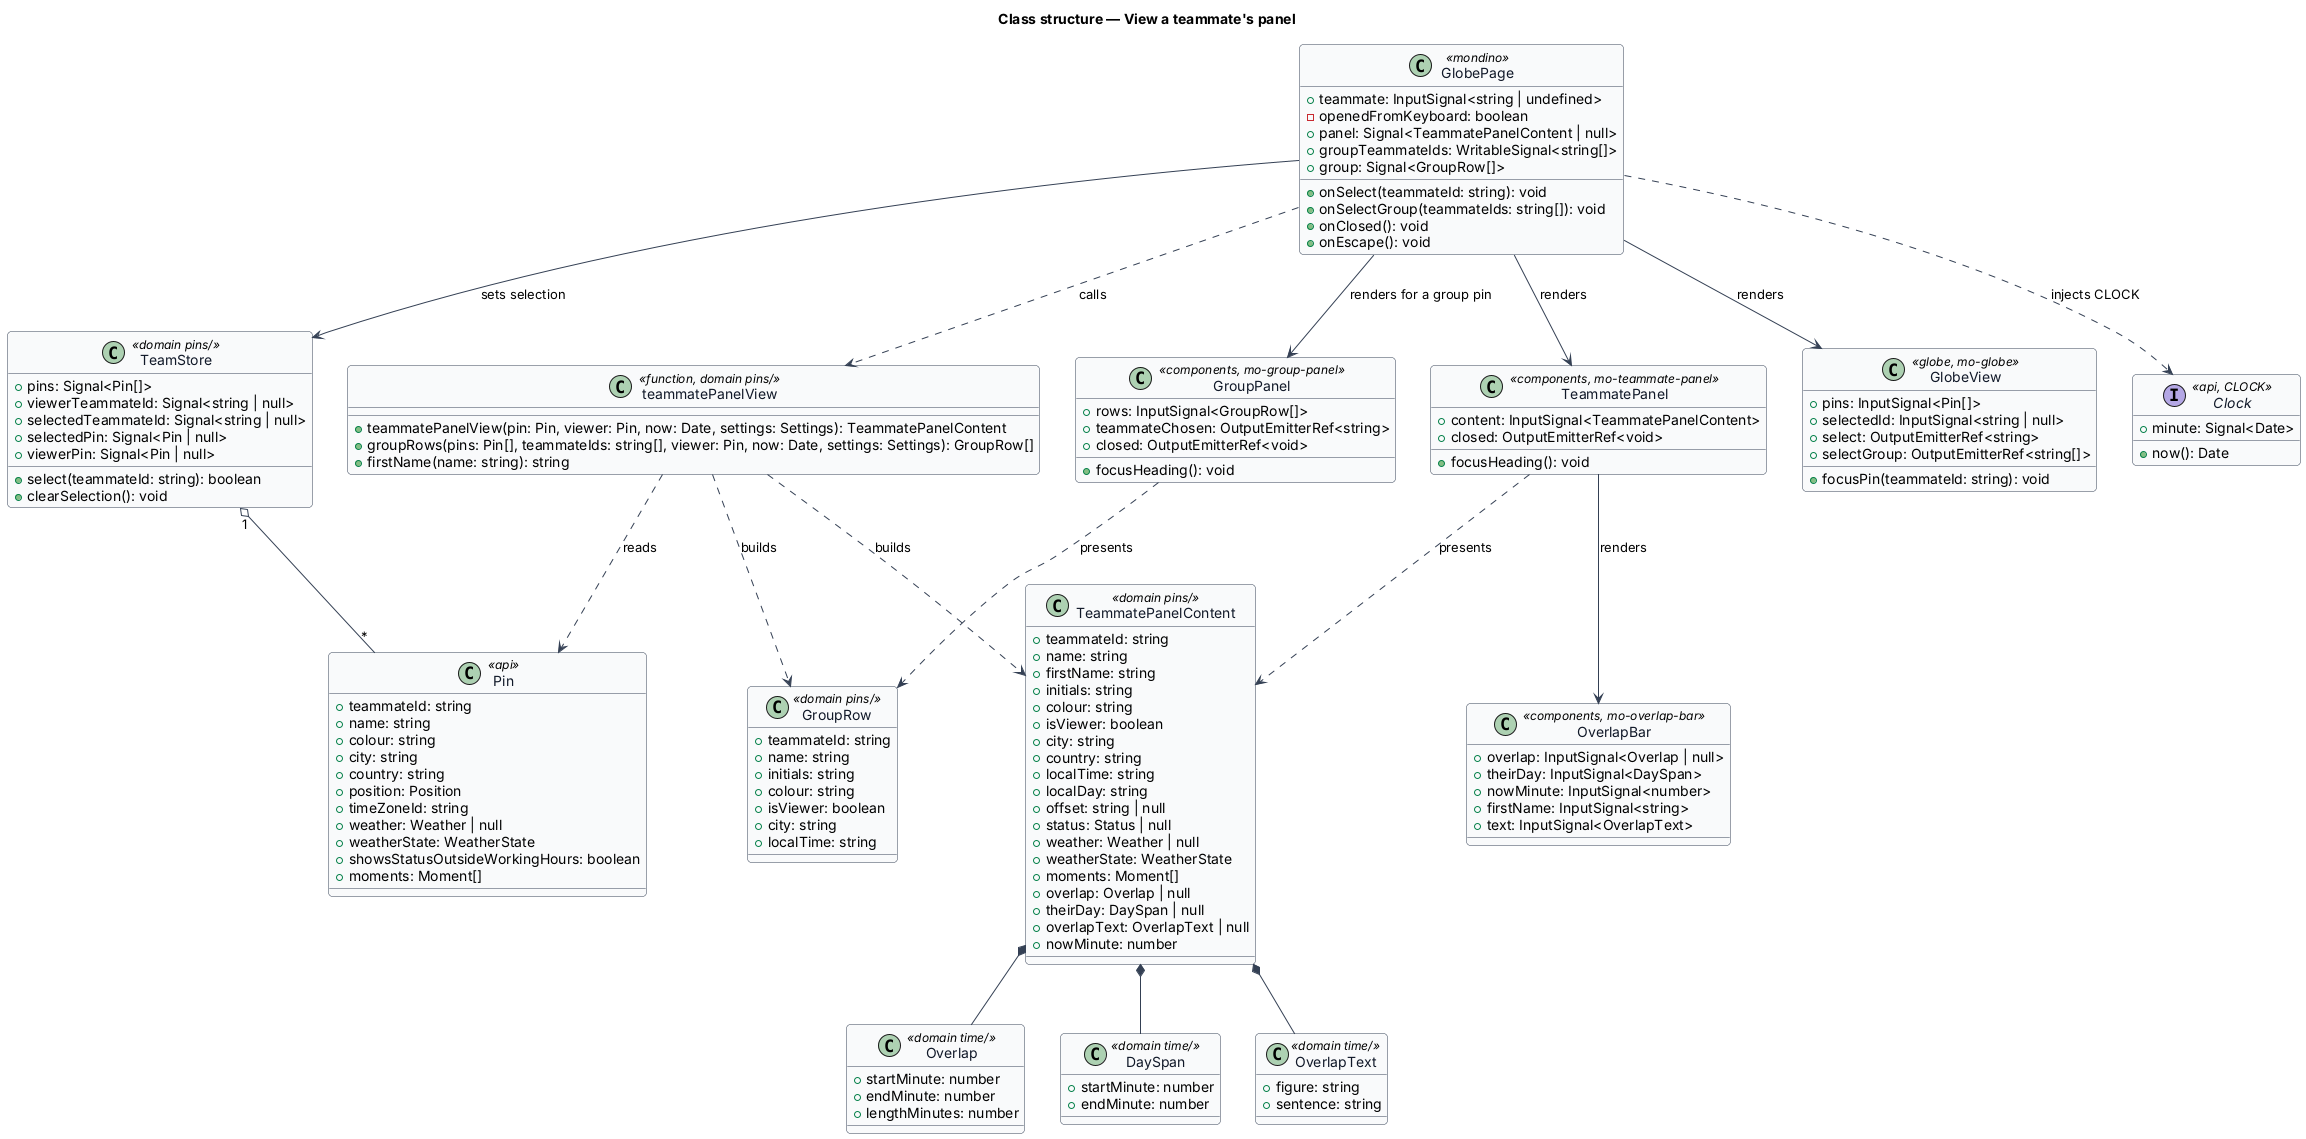 Class structure — View a teammate's panel
«mondino»
GlobePage
teammate: InputSignal<string | undefined>
openedFromKeyboard: boolean
panel: Signal<TeammatePanelContent | null>
groupTeammateIds: WritableSignal<string[]>
group: Signal<GroupRow[]>
onSelect(teammateId: string): void
onSelectGroup(teammateIds: string[]): void
onClosed(): void
onEscape(): void
sets selection
calls
renders for a group pin
renders
renders
injects CLOCK
«domain pins/»
TeamStore
pins: Signal<Pin[]>
viewerTeammateId: Signal<string | null>
selectedTeammateId: Signal<string | null>
selectedPin: Signal<Pin | null>
viewerPin: Signal<Pin | null>
select(teammateId: string): boolean
clearSelection(): void
«function, domain pins/»
teammatePanelView
teammatePanelView(pin: Pin, viewer: Pin, now: Date, settings: Settings): TeammatePanelContent
groupRows(pins: Pin[], teammateIds: string[], viewer: Pin, now: Date, settings: Settings): GroupRow[]
firstName(name: string): string
«components, mo-group-panel»
GroupPanel
rows: InputSignal<GroupRow[]>
teammateChosen: OutputEmitterRef<string>
closed: OutputEmitterRef<void>
focusHeading(): void
«components, mo-teammate-panel»
TeammatePanel
content: InputSignal<TeammatePanelContent>
closed: OutputEmitterRef<void>
focusHeading(): void
«globe, mo-globe»
GlobeView
pins: InputSignal<Pin[]>
selectedId: InputSignal<string | null>
select: OutputEmitterRef<string>
selectGroup: OutputEmitterRef<string[]>
focusPin(teammateId: string): void
«api, CLOCK»
Clock
minute: Signal<Date>
now(): Date
1
*
reads
builds
builds
presents
presents
renders
«api»
Pin
teammateId: string
name: string
colour: string
city: string
country: string
position: Position
timeZoneId: string
weather: Weather | null
weatherState: WeatherState
showsStatusOutsideWorkingHours: boolean
moments: Moment[]
«domain pins/»
GroupRow
teammateId: string
name: string
initials: string
colour: string
isViewer: boolean
city: string
localTime: string
«domain pins/»
TeammatePanelContent
teammateId: string
name: string
firstName: string
initials: string
colour: string
isViewer: boolean
city: string
country: string
localTime: string
localDay: string
offset: string | null
status: Status | null
weather: Weather | null
weatherState: WeatherState
moments: Moment[]
overlap: Overlap | null
theirDay: DaySpan | null
overlapText: OverlapText | null
nowMinute: number
«components, mo-overlap-bar»
OverlapBar
overlap: InputSignal<Overlap | null>
theirDay: InputSignal<DaySpan>
nowMinute: InputSignal<number>
firstName: InputSignal<string>
text: InputSignal<OverlapText>
«domain time/»
Overlap
startMinute: number
endMinute: number
lengthMinutes: number
«domain time/»
DaySpan
startMinute: number
endMinute: number
«domain time/»
OverlapText
figure: string
sentence: string